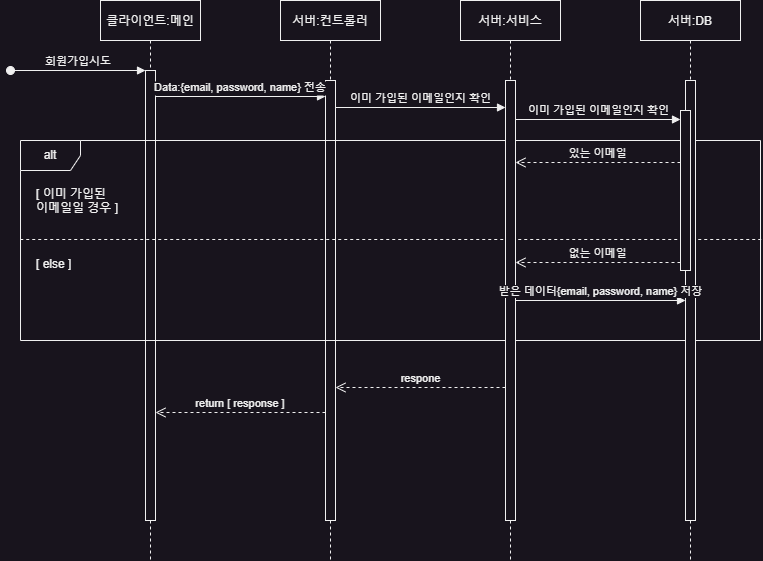 클라이언트:메인
서버:컨트롤러
서버:서비스
서버:DB
회원가입시도
Data:{email, password, name} 전송
이미 가입된 이메일인지 확인
이미 가입된 이메일인지 확인
alt
있는 이메일
[ 이미 가입된
이메일일 경우 ]
없는 이메일
[ else ]
받은 데이터{email, password, name} 저장
respone
return [ response ]